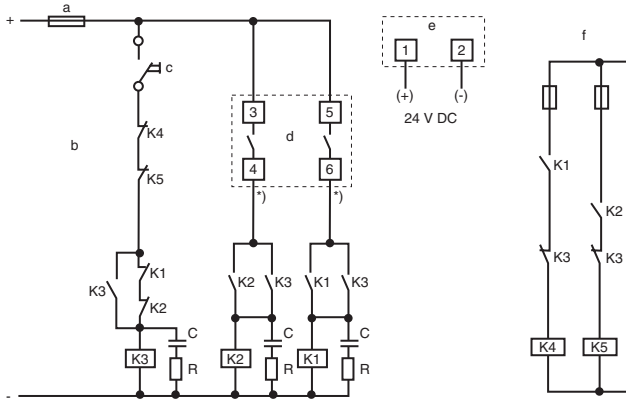 a
+
c
K4
b
K5
K3
K1
K2
K3
C
R
-
3
5
d
4
6
*)
*)
K2
K3
K1
K3
C
C
K2
R
K1
R
e
1
2
(+)
(-)
24 V DC
f
K1
K2
K3
K3
K4
K5